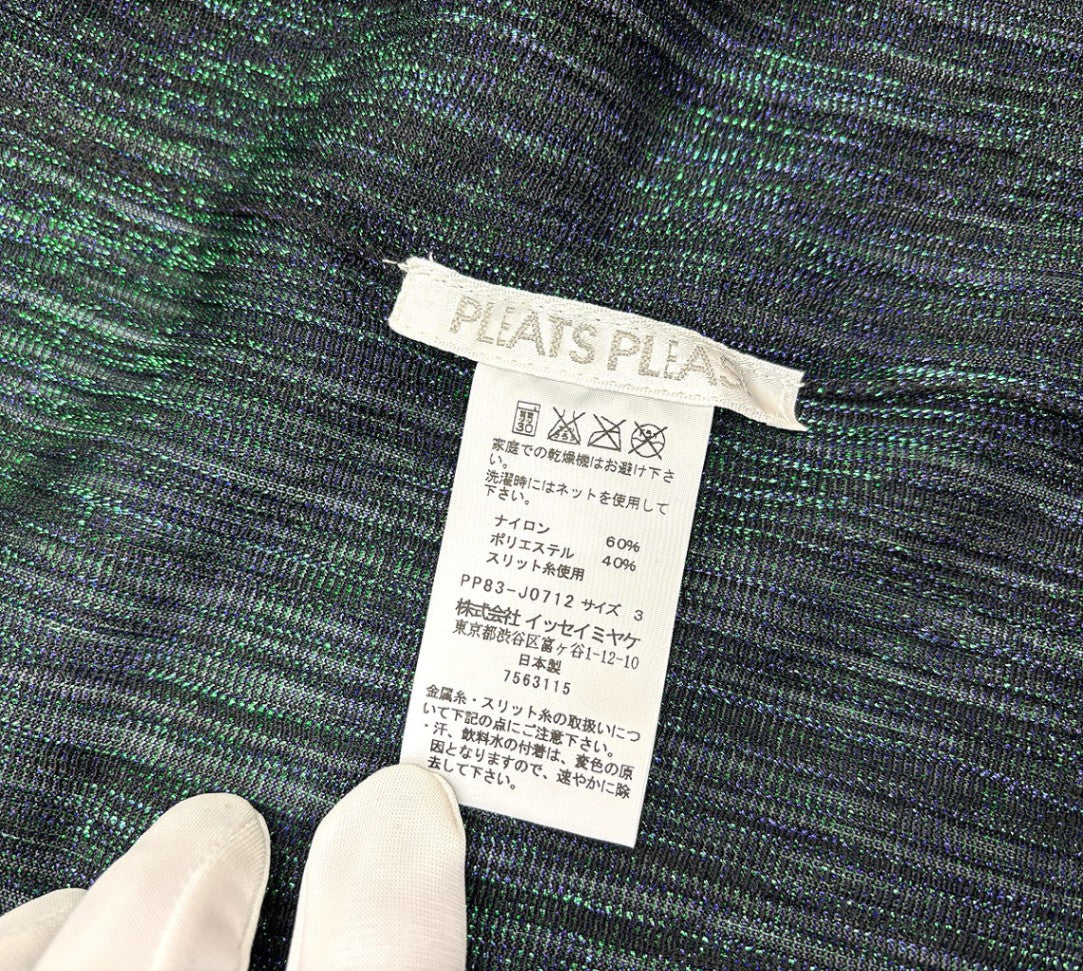 PLEATS PLEAS
家庭での乾燥機はお避け下さ
い。
洗濯時にはネットを使用して
下さい。
ナイロン 60%
ポリエステル 40%
スリット糸使用
PP83-J0712 サイズ 3
株式会社 イッセイミヤケ
東京都渋谷区富ヶ谷1-12-10
日本製
7563115
金属糸・スリット糸の取扱いにつ
いて下記の点にご注意下さい。
・汗、飲料水の付着は、変色の原
因となりますので、速やかに除
去して下さい。